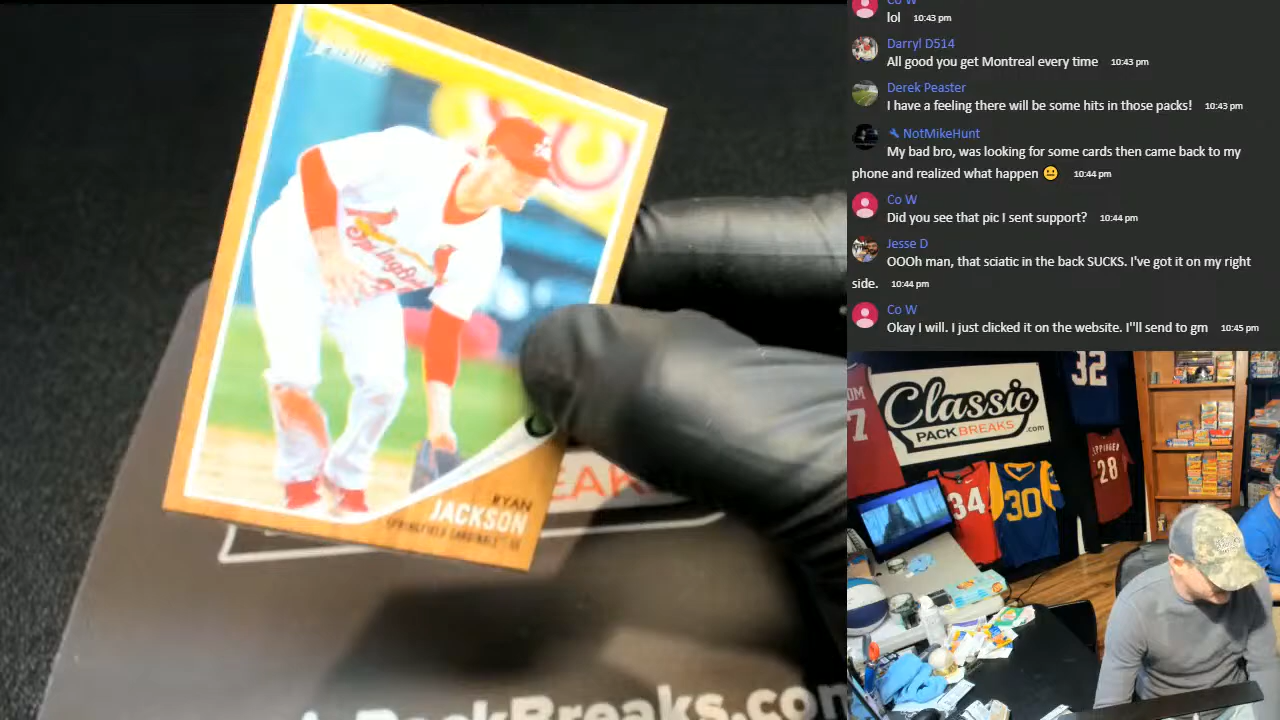 Springfield
RYAN
JACKSON
SPRINGFIELD CARDINALS - SS
PackBreaks.com
Co W
lol 10:43 pm
Darryl D514
All good you get Montreal every time 10:43 pm
Derek Peaster
I have a feeling there will be some hits in those packs! 10:43 pm
NotMikeHunt
My bad bro, was looking for some cards then came back to my
phone and realized what happen 😐 10:44 pm
Co W
Did you see that pic I sent support? 10:44 pm
Jesse D
OOOh man, that sciatic in the back SUCKS. I've got it on my right
side. 10:44 pm
Co W
Okay I will. I just clicked it on the website. I''ll send to gm 10:45 pm
Classic
PACKBREAKS.com
32
7
34
30
28